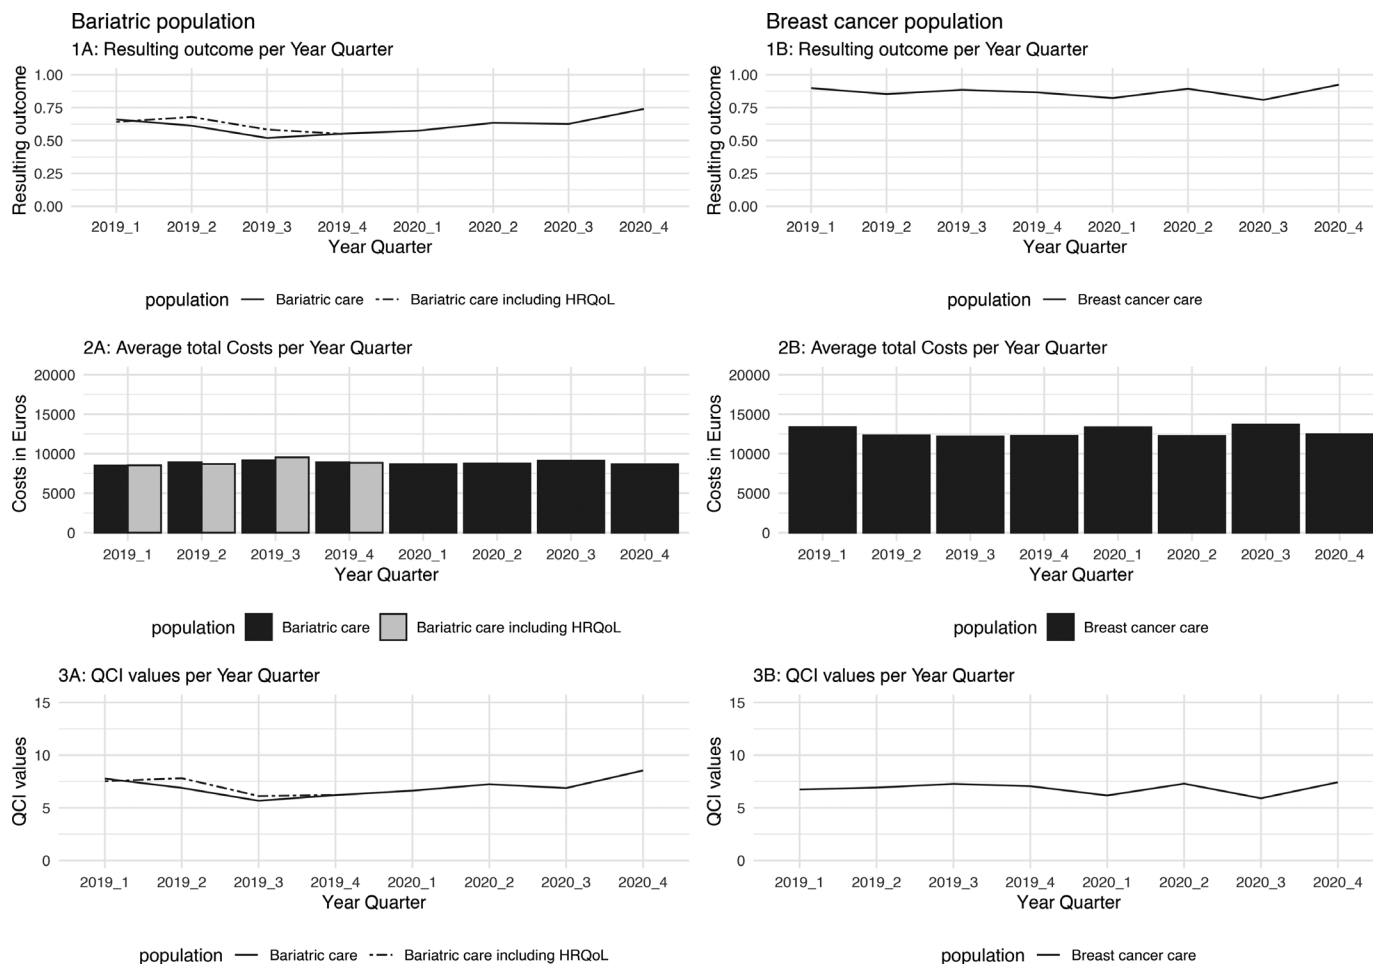 Bariatric population
1A: Resulting outcome per Year Quarter
Resulting outcome
1.00
0.75
0.50
0.25
0.00
2019_1 2019_2 2019_3 2019_4 2020_1 2020_2 2020_3 2020_4
Year Quarter
population Bariatric care Bariatric care including HRQoL
Breast cancer population
1B: Resulting outcome per Year Quarter
Resulting outcome
1.00
0.75
0.50
0.25
0.00
2019_1 2019_2 2019_3 2019_4 2020_1 2020_2 2020_3 2020_4
Year Quarter
population Breast cancer care
2A: Average total Costs per Year Quarter
Costs in Euros
20000
15000
10000
5000
0
2019_1 2019_2 2019_3 2019_4 2020_1 2020_2 2020_3 2020_4
Year Quarter
population Bariatric care Bariatric care including HRQoL
2B: Average total Costs per Year Quarter
Costs in Euros
20000
15000
10000
5000
0
2019_1 2019_2 2019_3 2019_4 2020_1 2020_2 2020_3 2020_4
Year Quarter
population Breast cancer care
3A: QCI values per Year Quarter
QCI values
15
10
5
0
2019_1 2019_2 2019_3 2019_4 2020_1 2020_2 2020_3 2020_4
Year Quarter
population Bariatric care Bariatric care including HRQoL
3B: QCI values per Year Quarter
QCI values
15
10
5
0
2019_1 2019_2 2019_3 2019_4 2020_1 2020_2 2020_3 2020_4
Year Quarter
population Breast cancer care